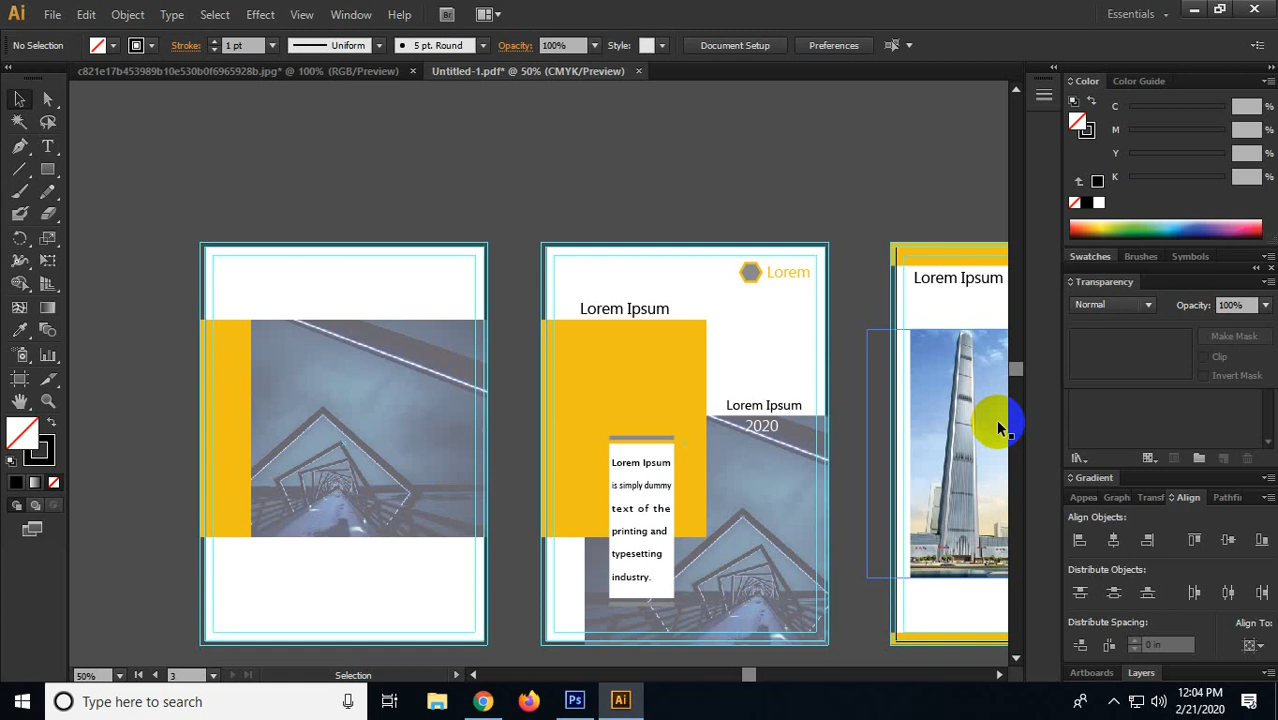 Ai File Edit Object Type Select Effect View Window Help Br Essentials
No Selection Stroke: 1 pt Uniform 5 pt. Round Opacity: 100% Style: Document Setup Preferences
c821e17b453989b10e530b0f6965928b.jpg* @ 100% (RGB/Preview) × Untitled-1.pdf* @ 50% (CMYK/Preview) ×
Color Color Guide
C %
M %
Y %
K %
Swatches Brushes Symbols
Transparency
Normal Opacity: 100%
Make Mask
Clip
Invert Mask
Gradient
Appea Graph Transf Align Pathfin
Align Objects:
Distribute Objects:
Distribute Spacing: Align To:
0 in
Artboards Layers
Lorem
Lorem Ipsum
Lorem Ipsum
2020
Lorem Ipsum
is simply dummy
text of the
printing and
typesetting
industry.
Lorem Ipsum
50% 3 Selection
Type here to search
Ps Ai
12:04 PM
2/21/2020